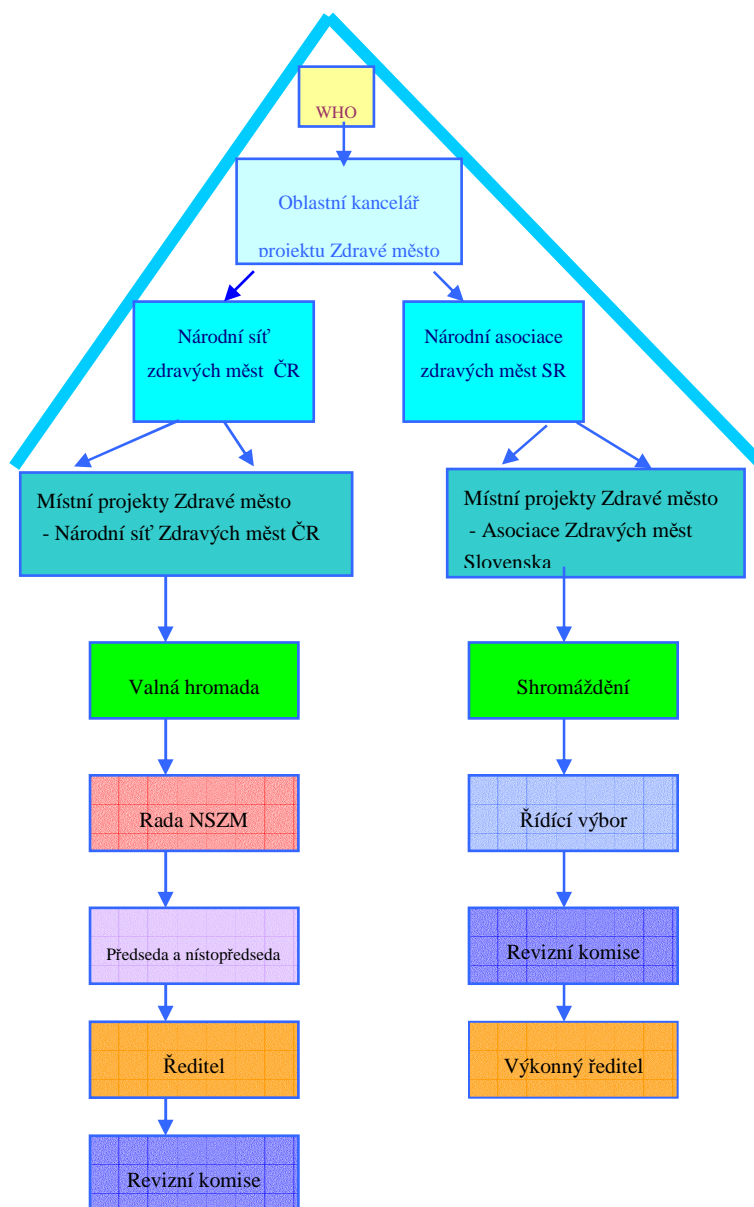 WHO
Oblastní kancelář
projektu Zdravé město
Národní síť
zdravých měst ČR
Národní asociace
zdravých měst SR
Místní projekty Zdravé město
- Národní síť Zdravých měst ČR
Místní projekty Zdravé město
- Asociace Zdravých měst
Slovenska
Valná hromada
Shromáždění
Rada NSZM
Řídící výbor
Předseda a nístopředseda
Revizní komise
Ředitel
Výkonný ředitel
Revizní komise